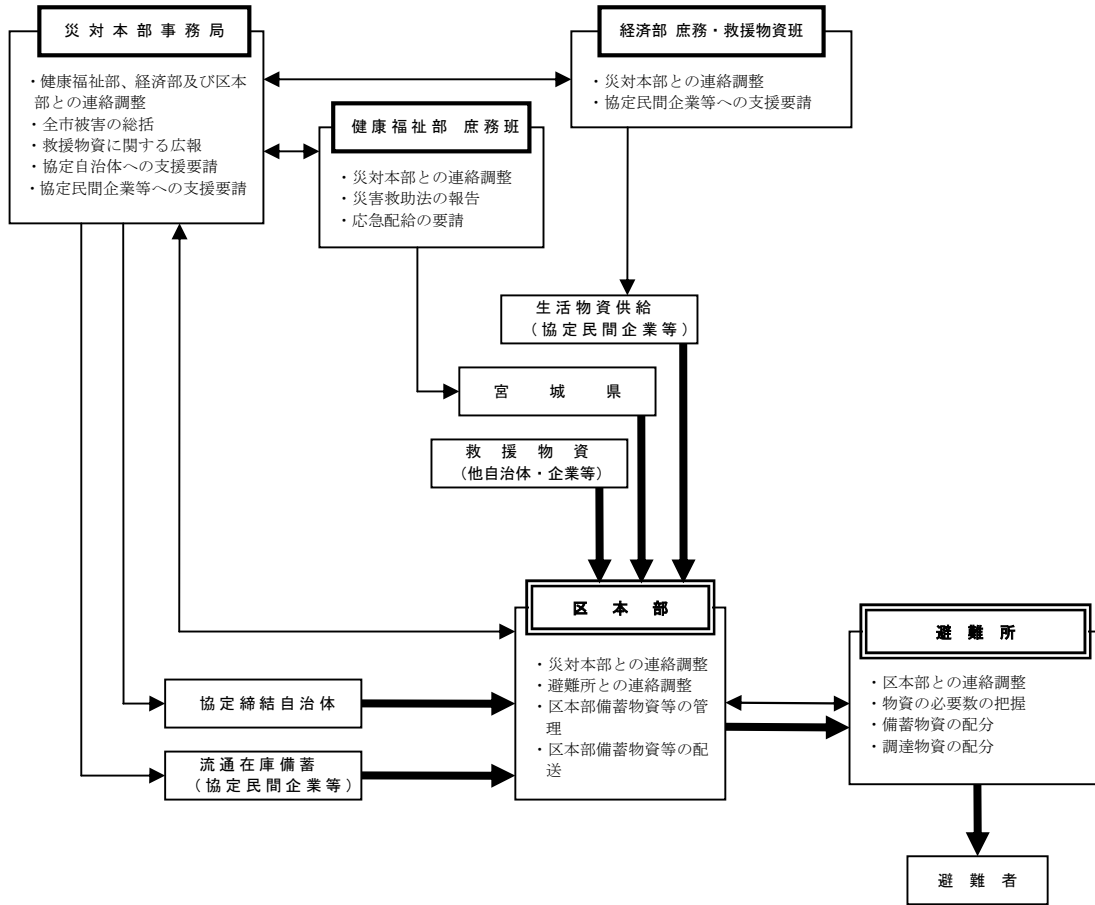 災対本部事務局
・健康福祉部、経済部及び区本
部との連絡調整
・全市被害の総括
・救援物資に関する広報
・協定自治体への支援要請
・協定民間企業等への支援要請
経済部 庶務・救援物資班
・災対本部との連絡調整
・協定民間企業等への支援要請
健康福祉部 庶務班
・災対本部との連絡調整
・災害救助法の報告
・応急配給の要請
生活物資供給
(協定民間企業等)
宮城県
救援物資
(他自治体・企業等)
区本部
・災対本部との連絡調整
・避難所との連絡調整
・区本部備蓄物資等の管
理
・区本部備蓄物資等の配
送
避難所
・区本部との連絡調整
・物資の必要数の把握
・備蓄物資の配分
・調達物資の配分
協定締結自治体
流通在庫備蓄
(協定民間企業等)
避難者